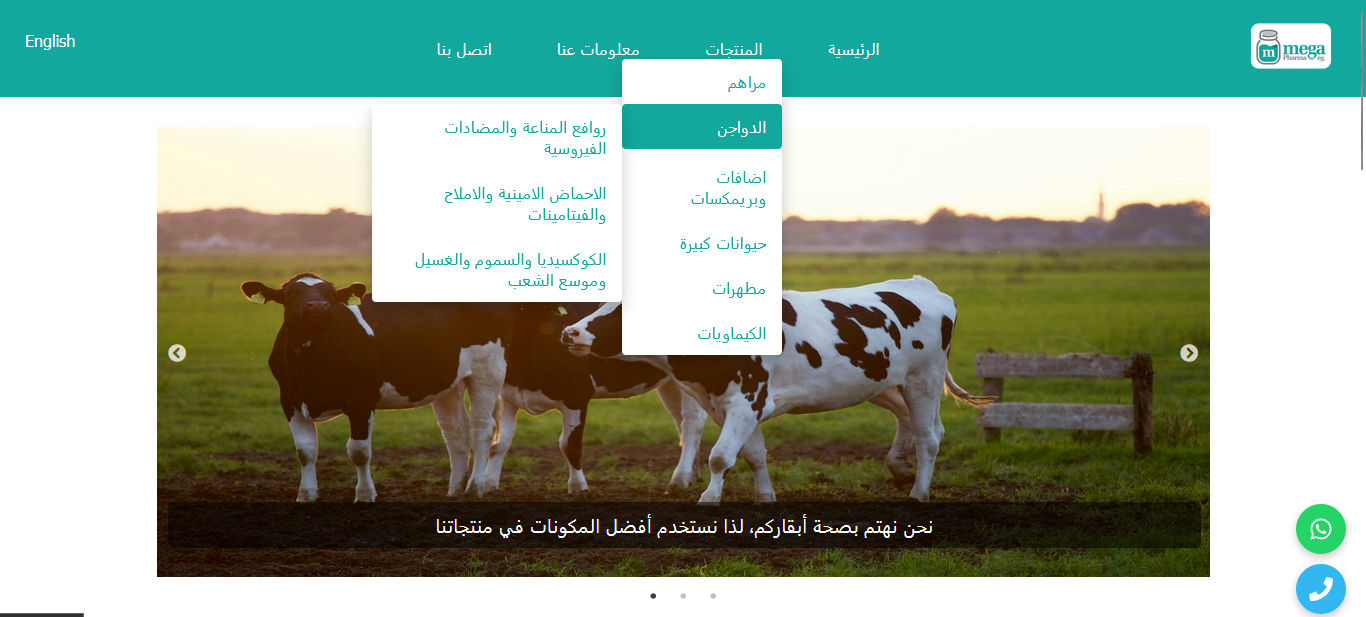 mega
Pharma eg.
الرئيسية
المنتجات
معلومات عنا
اتصل بنا
English
مراهم
الدواجن
اضافات
وبريمكسات
حيوانات كبيرة
مطهرات
الكيماويات
روافع المناعة والمضادات
الفيروسية
الاحماض الامينية والاملاح
والفيتامينات
الكوكسيديا والسموم والغسيل
وموسع الشعب
نحن نهتم بصحة أبقاركم، لذا نستخدم أفضل المكونات في منتجاتنا